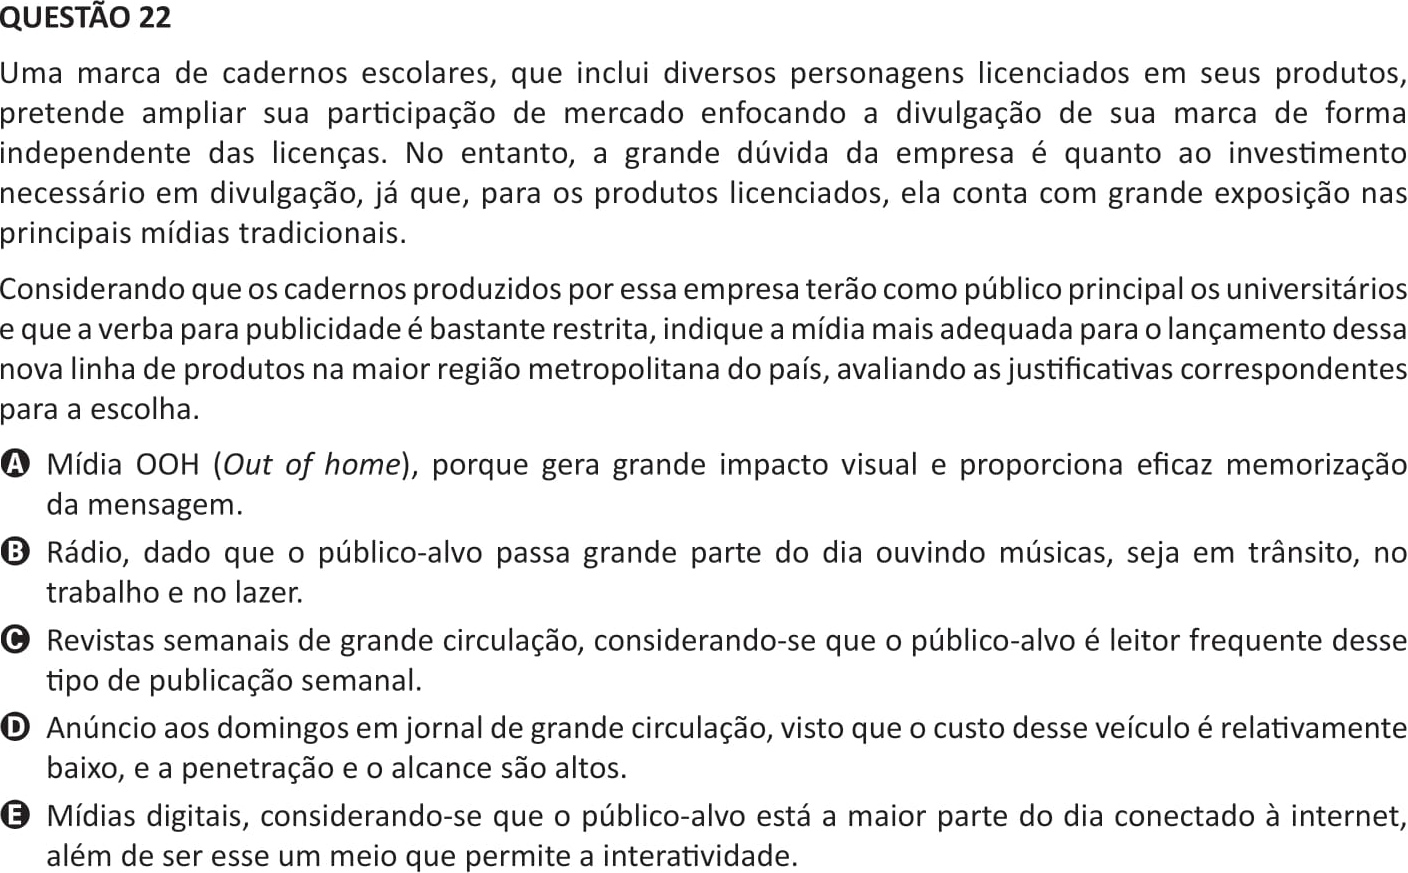 QUESTÃO 22
Uma marca de cadernos escolares, que inclui diversos personagens licenciados em seus produtos,
pretende ampliar sua participação de mercado enfocando a divulgação de sua marca de forma
independente das licenças. No entanto, a grande dúvida da empresa é quanto ao investimento
necessário em divulgação, já que, para os produtos licenciados, ela conta com grande exposição nas
principais mídias tradicionais.
Considerando que os cadernos produzidos por essa empresa terão como público principal os universitários
e que a verba para publicidade é bastante restrita, indique a mídia mais adequada para o lançamento dessa
nova linha de produtos na maior região metropolitana do país, avaliando as justificativas correspondentes
para a escolha.
A Mídia OOH (Out of home), porque gera grande impacto visual e proporciona eficaz memorização
da mensagem.
B Rádio, dado que o público-alvo passa grande parte do dia ouvindo músicas, seja em trânsito, no
trabalho e no lazer.
C Revistas semanais de grande circulação, considerando-se que o público-alvo é leitor frequente desse
tipo de publicação semanal.
D Anúncio aos domingos em jornal de grande circulação, visto que o custo desse veículo é relativamente
baixo, e a penetração e o alcance são altos.
E Mídias digitais, considerando-se que o público-alvo está a maior parte do dia conectado à internet,
além de ser esse um meio que permite a interatividade.